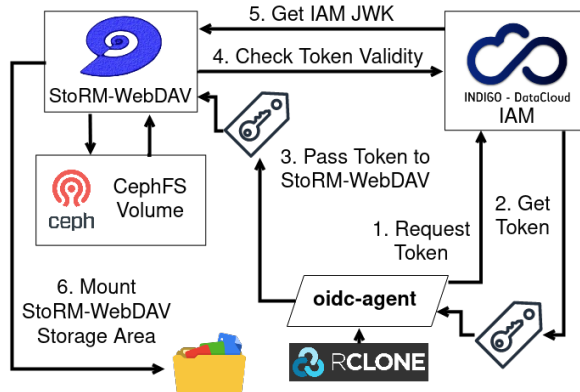 5. Get IAM JWK
4. Check Token Validity
StoRM-WebDAV
INDIGO - DataCloud
IAM
CephFS
Volume
ceph
3. Pass Token to
StoRM-WebDAV
2. Get
Token
1. Request
Token
6. Mount
StoRM-WebDAV
Storage Area
oidc-agent
RCLONE